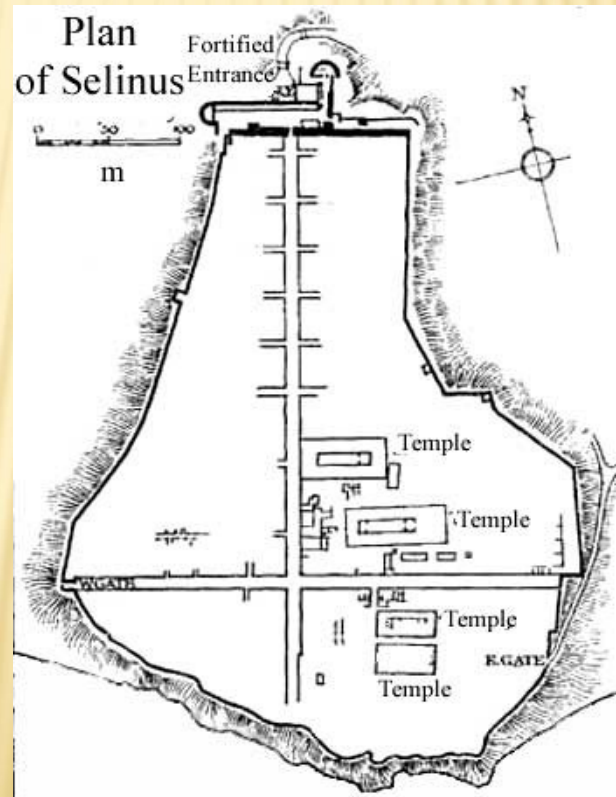 Plan
of Selinus
Fortified
Entrance
0 50 100
m
N
Temple
Temple
W.GATE
Temple
E.GATE
Temple